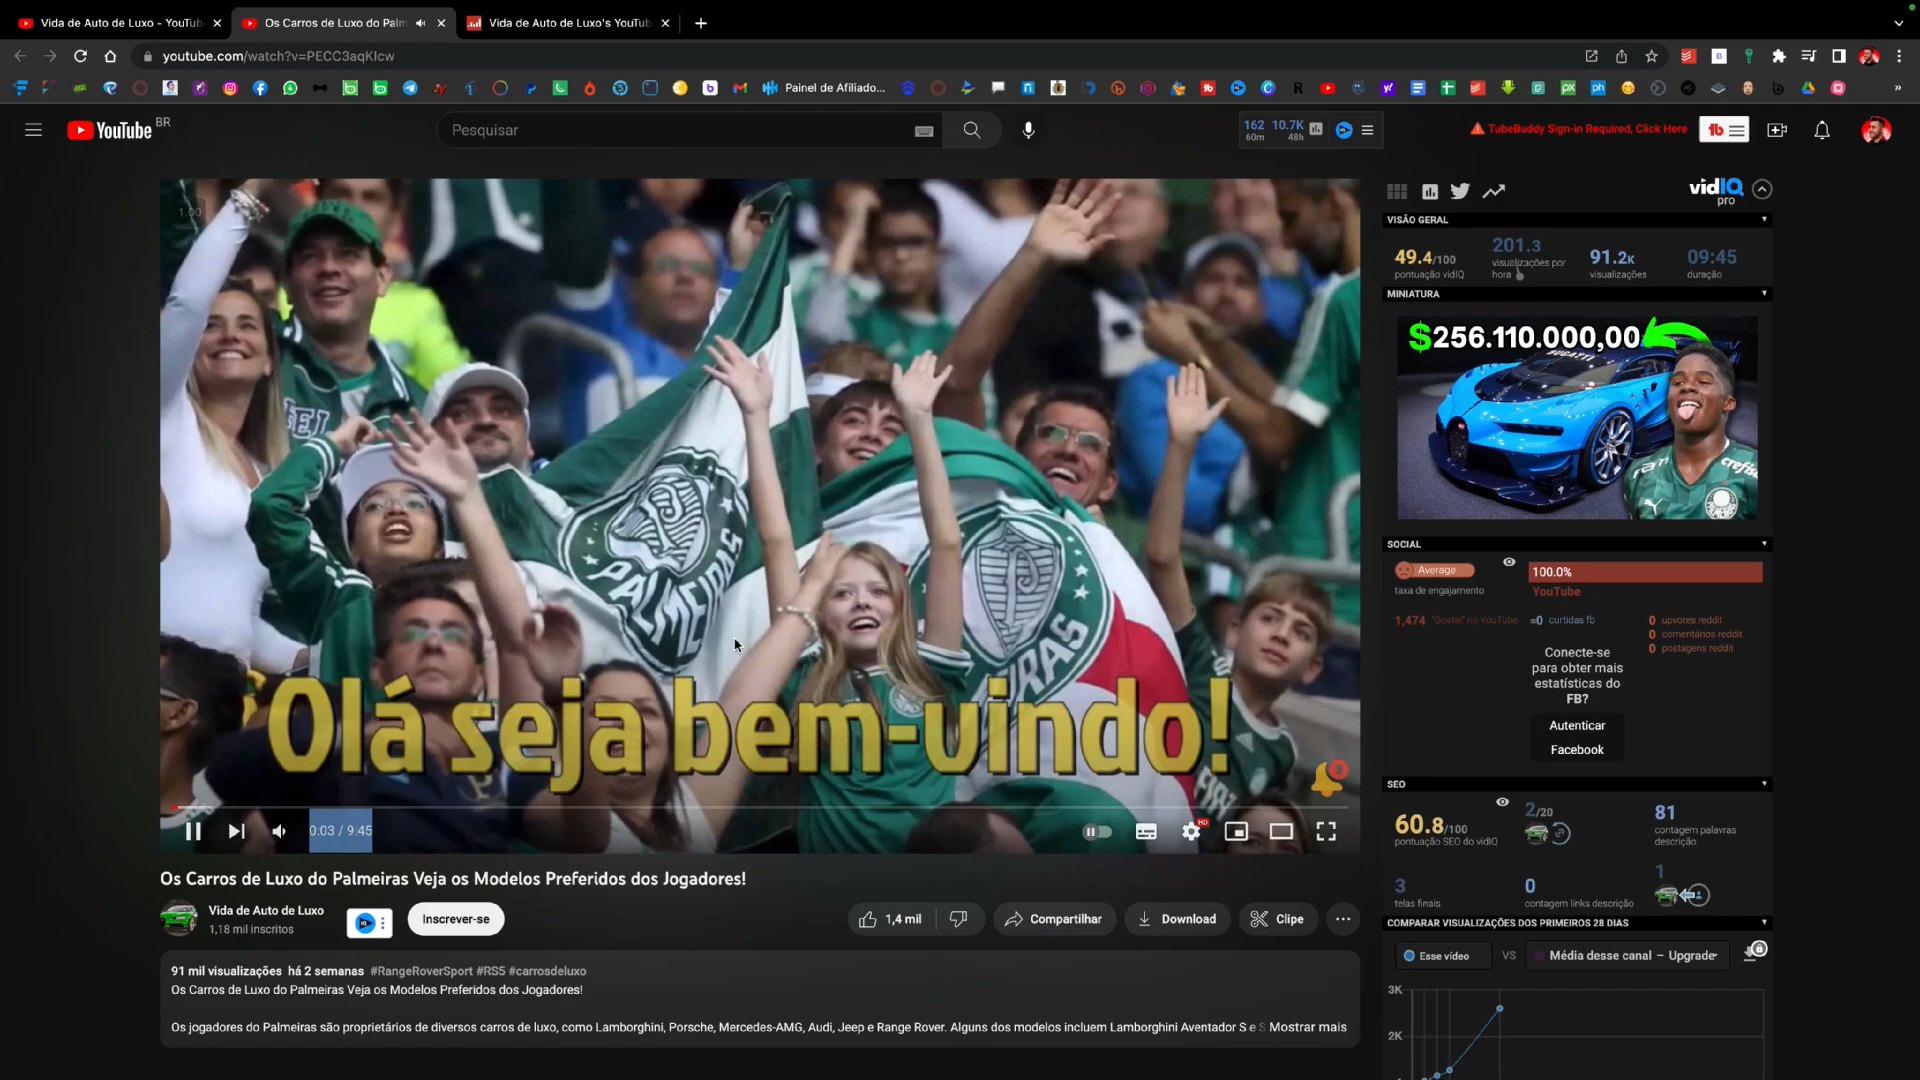 Vida de Auto de Luxo - YouTub
Os Carros de Luxo do Palm
Vida de Auto de Luxo's YouTub
youtube.com/watch?v=PECC3aqKIcw
Painel de Afiliado...
YouTube BR
Pesquisar
162 10.7K
60m 48h
TubeBuddy Sign-in Required, Click Here
1.00
PALMEIRAS
EIRAS
Olá seja bem-vindo!
3
0:03 / 9:45
HD
Os Carros de Luxo do Palmeiras Veja os Modelos Preferidos dos Jogadores!
Vida de Auto de Luxo
1,18 mil inscritos
Inscrever-se
1,4 mil
Compartilhar
Download
Clipe
91 mil visualizações há 2 semanas #RangeRoverSport #RS5 #carrosdeluxo
Os Carros de Luxo do Palmeiras Veja os Modelos Preferidos dos Jogadores!
Os jogadores do Palmeiras são proprietários de diversos carros de luxo, como Lamborghini, Porsche, Mercedes-AMG, Audi, Jeep e Range Rover. Alguns dos modelos incluem Lamborghini Aventador S e S Mostrar mais
vidIQ
pro
VISÃO GERAL
49.4/100
pontuação vidIQ
201.3
visualizações por
hora
91.2K
visualizações
09:45
duração
MINIATURA
$256.110.000,00
BUGATTI
crefisa
SOCIAL
Average
taxa de engajamento
100.0%
YouTube
1,474 "Gostei" no YouTube
≈0 curtidas fb
0 upvotes reddit
0 comentários reddit
0 postagens reddit
Conecte-se
para obter mais
estatísticas do
FB?
Autenticar
Facebook
SEO
60.8/100
pontuação SEO do vidIQ
2/20
81
contagem palavras
descrição
3
telas finais
0
contagem links descrição
1
COMPARAR VISUALIZAÇÕES DOS PRIMEIROS 28 DIAS
Esse vídeo
VS
Média desse canal – Upgrade
3K
2K